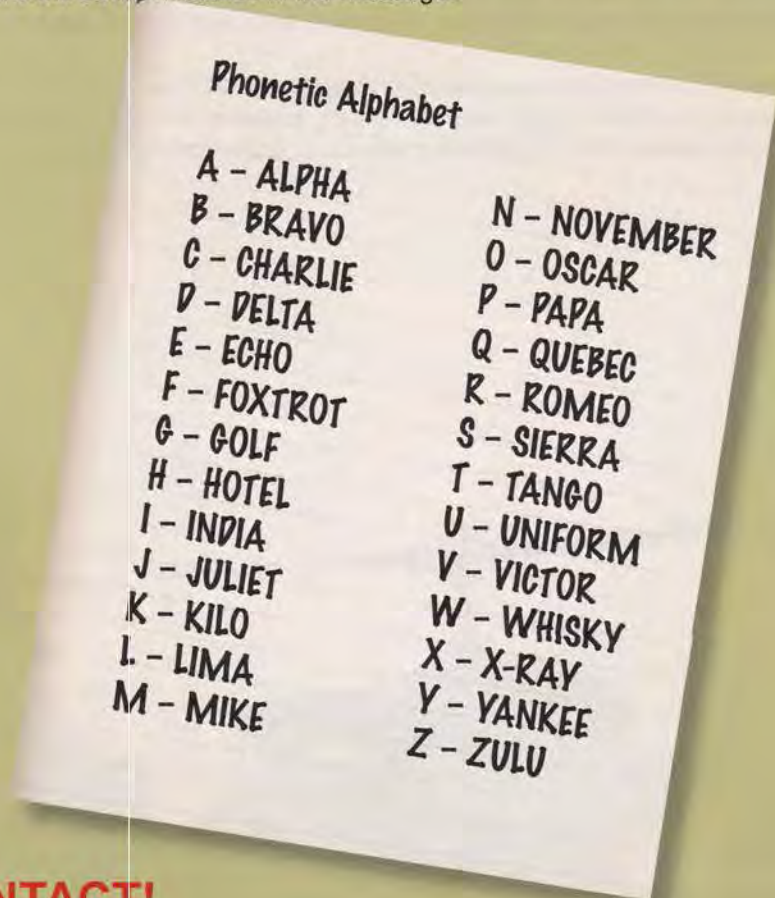 Phonetic Alphabet
A – ALPHA
B – BRAVO
C – CHARLIE
D – DELTA
E – ECHO
F – FOXTROT
G – GOLF
H – HOTEL
I – INDIA
J – JULIET
K – KILO
L – LIMA
M – MIKE
N – NOVEMBER
O – OSCAR
P – PAPA
Q – QUEBEC
R – ROMEO
S – SIERRA
T – TANGO
U – UNIFORM
V – VICTOR
W – WHISKY
X – X-RAY
Y – YANKEE
Z – ZULU